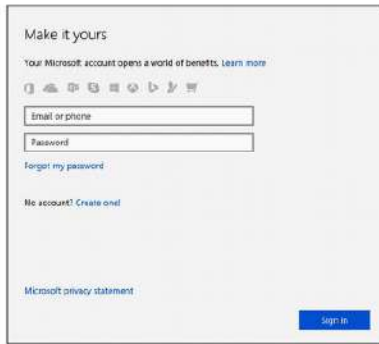 Make it yours
Your Microsoft account opens a world of benefits. Learn more
Email or phone
Password
Forgot my password
No account? Create one!
Microsoft privacy statement
Sign in